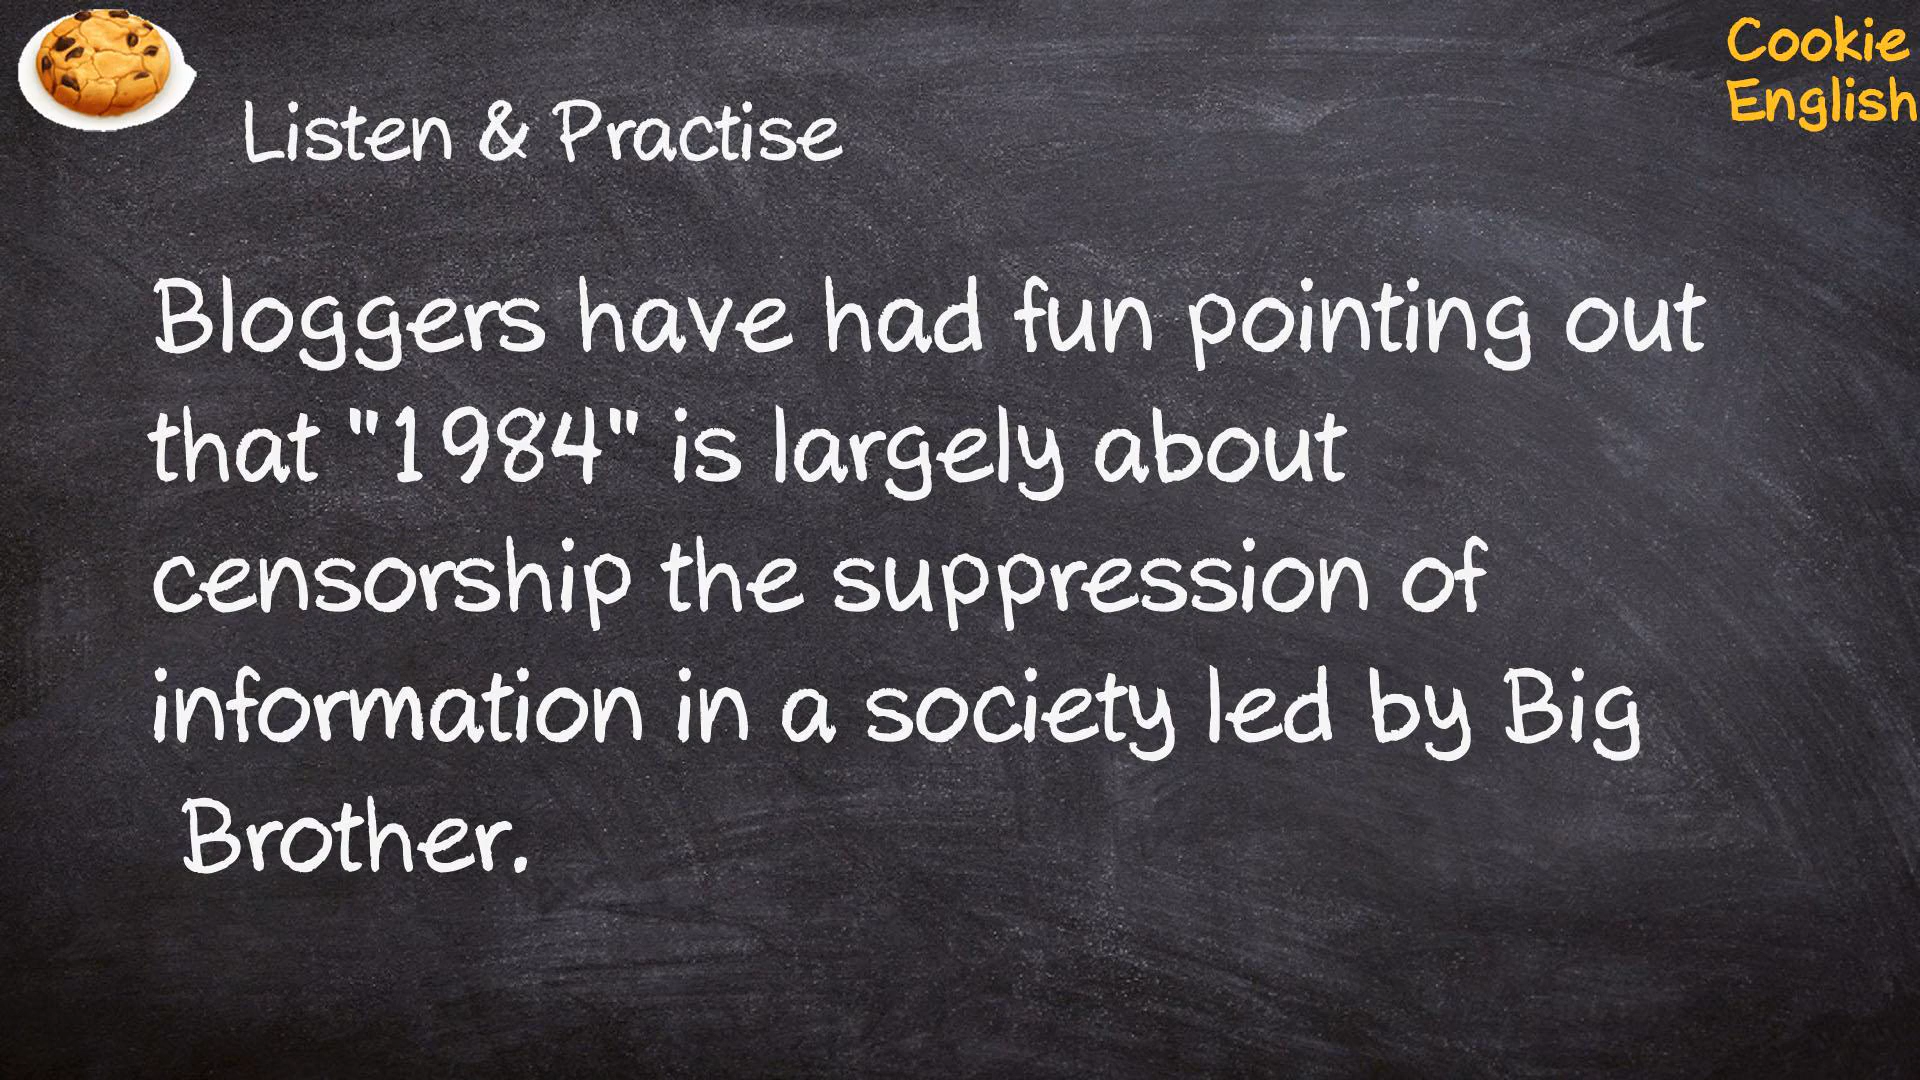 Cookie
English
Listen & Practise
Bloggers have had fun pointing out
that "1984" is largely about
censorship the suppression of
information in a society led by Big
Brother.